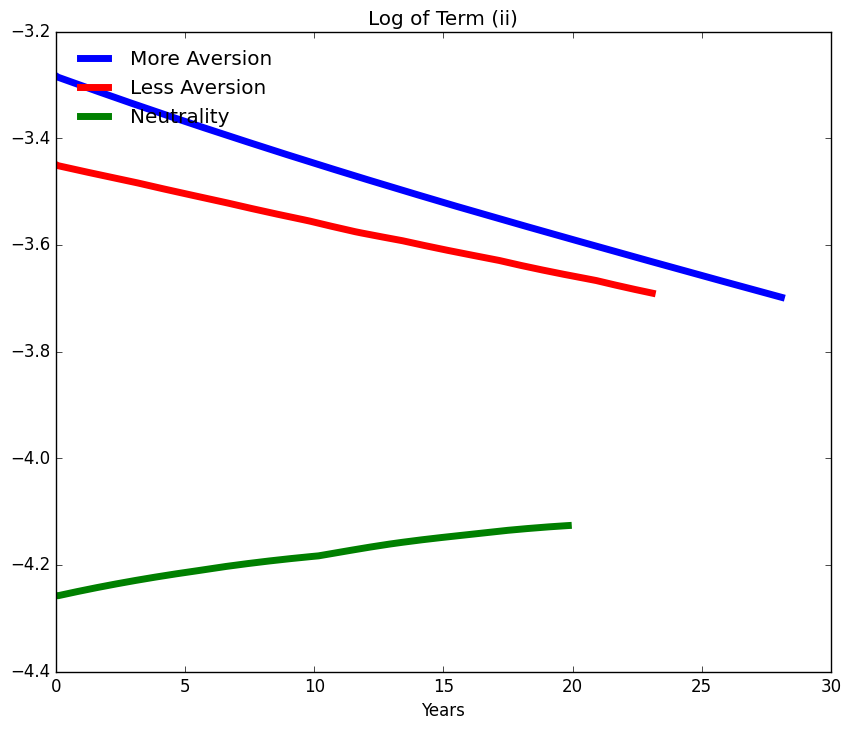 Log of Term (ii)
−3.2
More Aversion
Less Aversion
Neutrality
−3.4
−3.6
−3.8
−4.0
−4.2
−4.4
0 5 10 15 20 25 30
Years